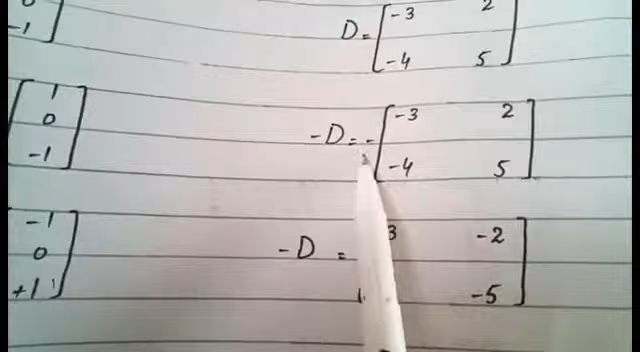 -1
D = [ -3 2
-4 5 ]
[ 1
0
-1 ]
-D = - [ -3 2
-4 5 ]
[ -1
0
+1 ]
-D = 3 -2
-5 ]